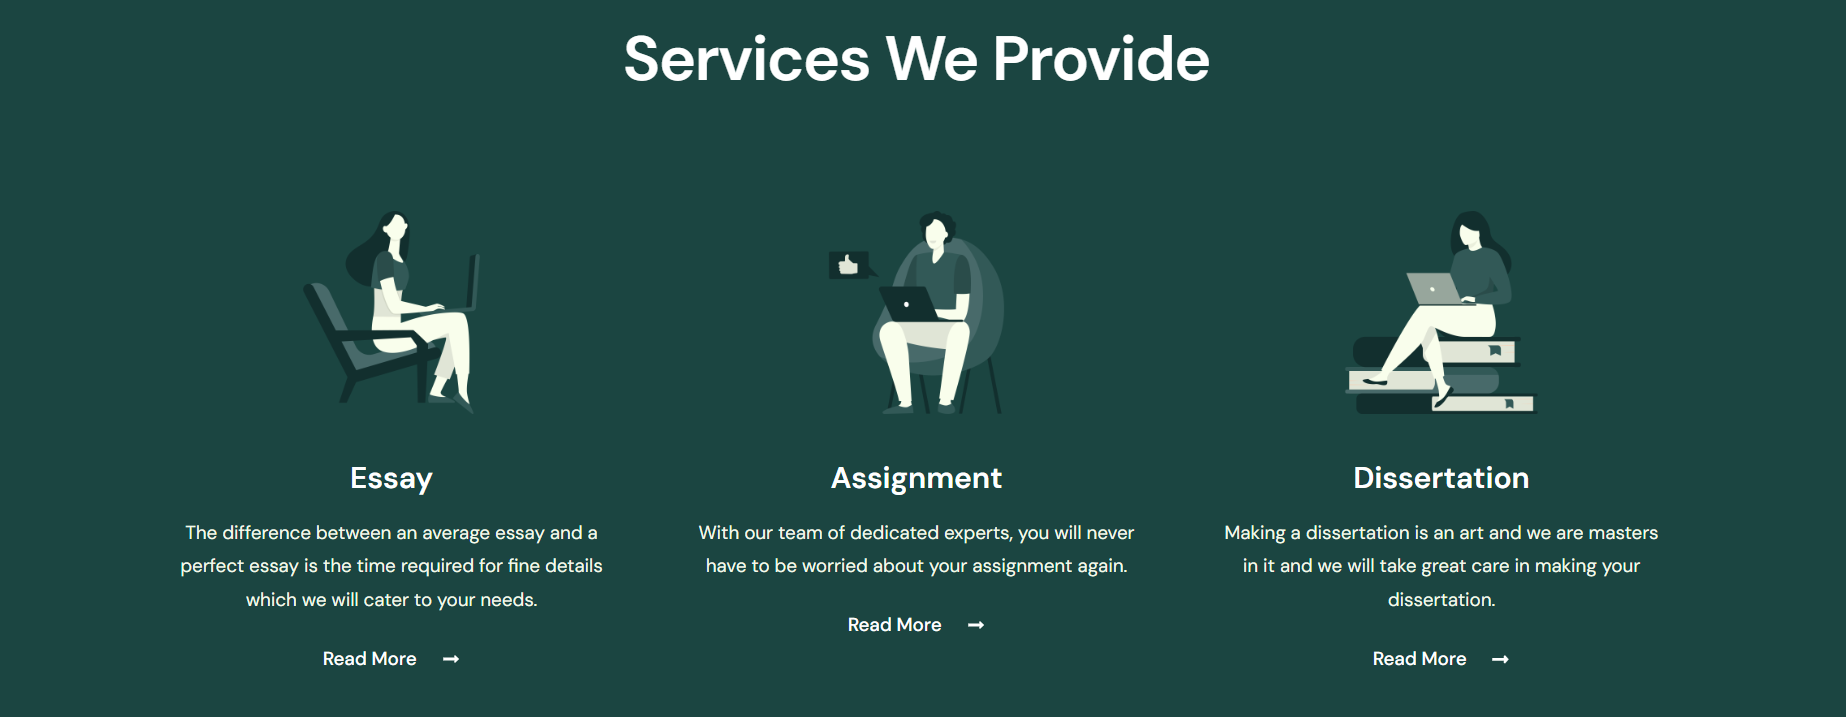 Services We Provide
Essay
The difference between an average essay and a
perfect essay is the time required for fine details
which we will cater to your needs.
Read More
Assignment
With our team of dedicated experts, you will never
have to be worried about your assignment again.
Read More
Dissertation
Making a dissertation is an art and we are masters
in it and we will take great care in making your
dissertation.
Read More